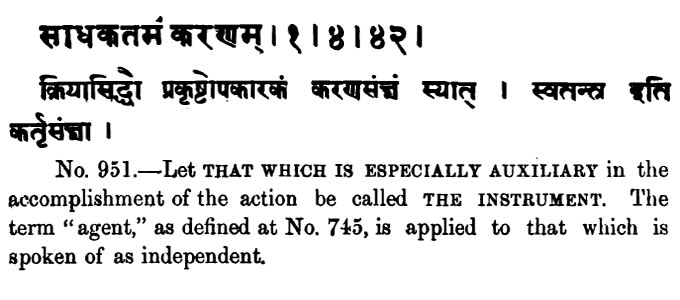 साधकतमं करणम् । १ । ४ । ४२ ।
क्रियासिद्धौ प्रकृष्टोपकारकं करणसंज्ञं स्यात् । स्वतन्त्र इति
कर्तृसंज्ञा ।
No. 951.—Let THAT WHICH IS ESPECIALLY AUXILIARY in the
accomplishment of the action be called THE INSTRUMENT. The
term “agent,” as defined at No. 745, is applied to that which is
spoken of as independent.